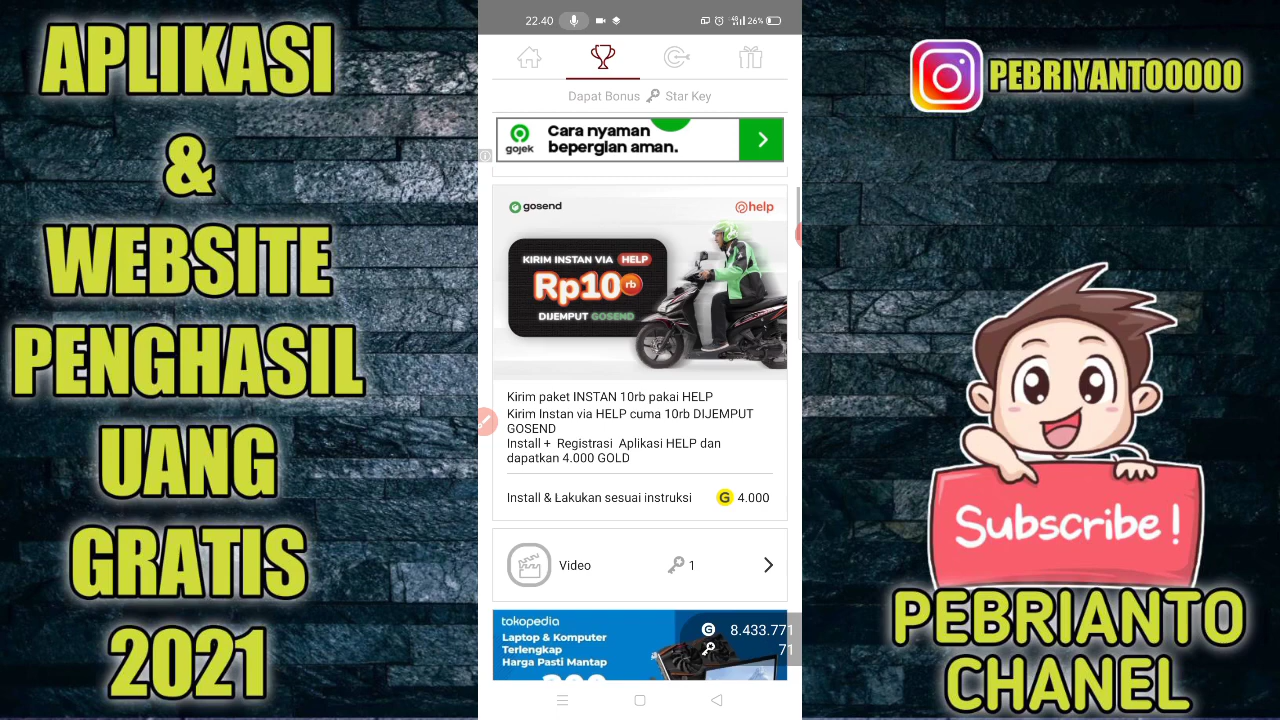 APLIKASI
&
WEBSITE
PENGHASIL
UANG
GRATIS
2021
22.40
26%
Dapat Bonus Star Key
gojek
Cara nyaman
bepergian aman.
gosend
help
KIRIM INSTAN VIA HELP
Rp10rb
DIJEMPUT GOSEND
Kirim paket INSTAN 10rb pakai HELP
Kirim Instan via HELP cuma 10rb DIJEMPUT
GOSEND
Install + Registrasi Aplikasi HELP dan
dapatkan 4.000 GOLD
Install & Lakukan sesuai instruksi G 4.000
Video 1
tokopedia
Laptop & Komputer
Terlengkap
Harga Pasti Mantap
G 8.433.771
71
PEBRIYANTOOOOO
Subscribe!
PEBRIANTO
CHANEL